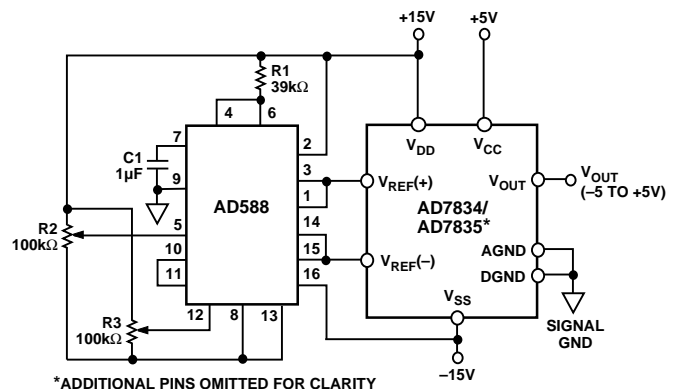 +15V
+5V
R1
39kΩ
4
6
7
2
C1
1µF
3
VDD
VCC
9
1
VREF(+)
VOUT
VOUT
(–5 TO +5V)
AD588
AD7834/
AD7835*
R2
100kΩ
5
14
10
15
VREF(–)
AGND
11
16
DGND
R3
100kΩ
12
8
13
VSS
SIGNAL
GND
–15V
*ADDITIONAL PINS OMITTED FOR CLARITY